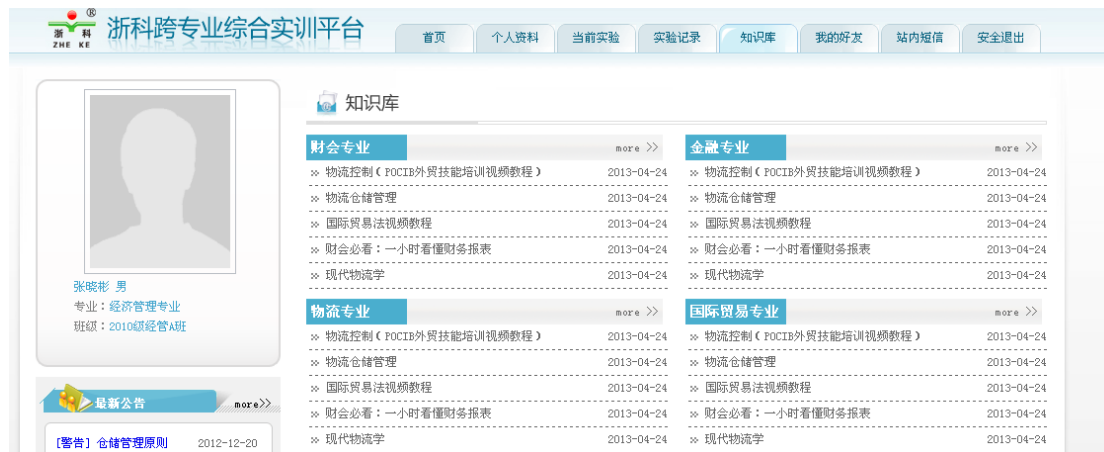 浙科 ®
ZHE KE
浙科跨专业综合实训平台
首页 个人资料 当前实验 实验记录 知识库 我的好友 站内短信 安全退出
张晓彬 男
专业：经济管理专业
班级：2010级经管A班
最新公告 more>>
[警告] 仓储管理原则 2012-12-20
知识库
财会专业 more >>
» 物流控制(POCIB外贸技能培训视频教程) 2013-04-24
» 物流仓储管理 2013-04-24
» 国际贸易法视频教程 2013-04-24
» 财会必看：一小时看懂财务报表 2013-04-24
» 现代物流学 2013-04-24
金融专业 more >>
» 物流控制(POCIB外贸技能培训视频教程) 2013-04-24
» 物流仓储管理 2013-04-24
» 国际贸易法视频教程 2013-04-24
» 财会必看：一小时看懂财务报表 2013-04-24
» 现代物流学 2013-04-24
物流专业 more >>
» 物流控制(POCIB外贸技能培训视频教程) 2013-04-24
» 物流仓储管理 2013-04-24
» 国际贸易法视频教程 2013-04-24
» 财会必看：一小时看懂财务报表 2013-04-24
» 现代物流学 2013-04-24
国际贸易专业 more >>
» 物流控制(POCIB外贸技能培训视频教程) 2013-04-24
» 物流仓储管理 2013-04-24
» 国际贸易法视频教程 2013-04-24
» 财会必看：一小时看懂财务报表 2013-04-24
» 现代物流学 2013-04-24